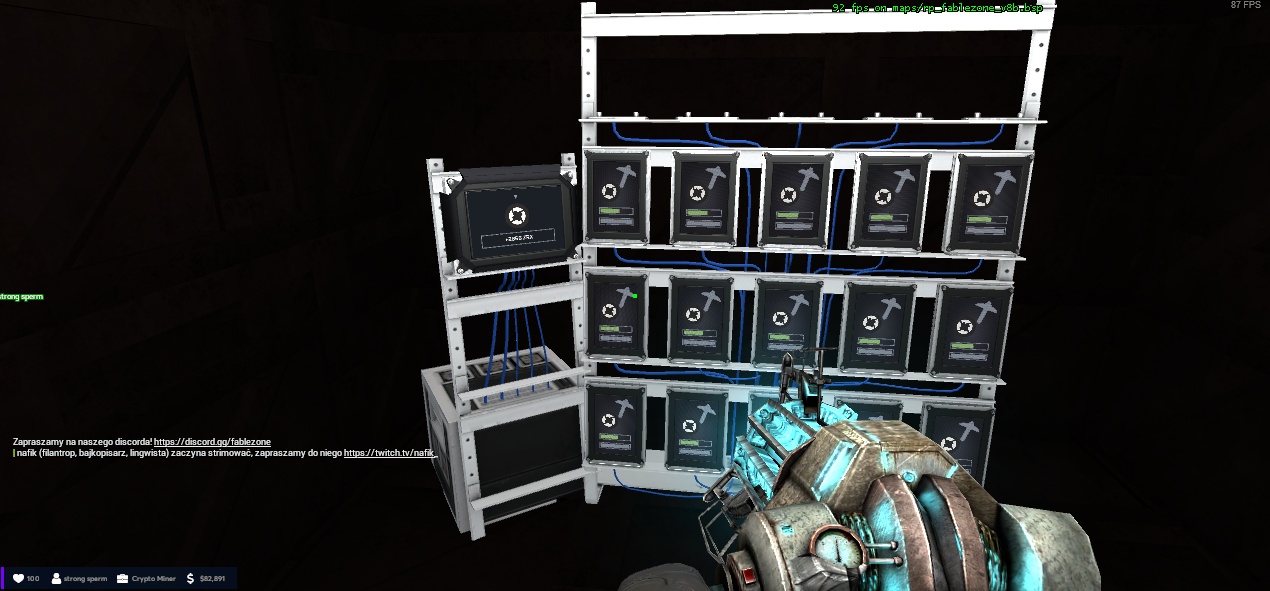 92 fps on maps/rp_fablezone_v8b.bsp
87 FPS
strong sperm
Zapraszamy na naszego discorda! https://discord.gg/fablezone
| nafik (filantrop, bajkopisarz, lingwista) zaczyna strimować, zapraszamy do niego https://twitch.tv/nafik_
100 strong sperm Crypto Miner $ $82,891